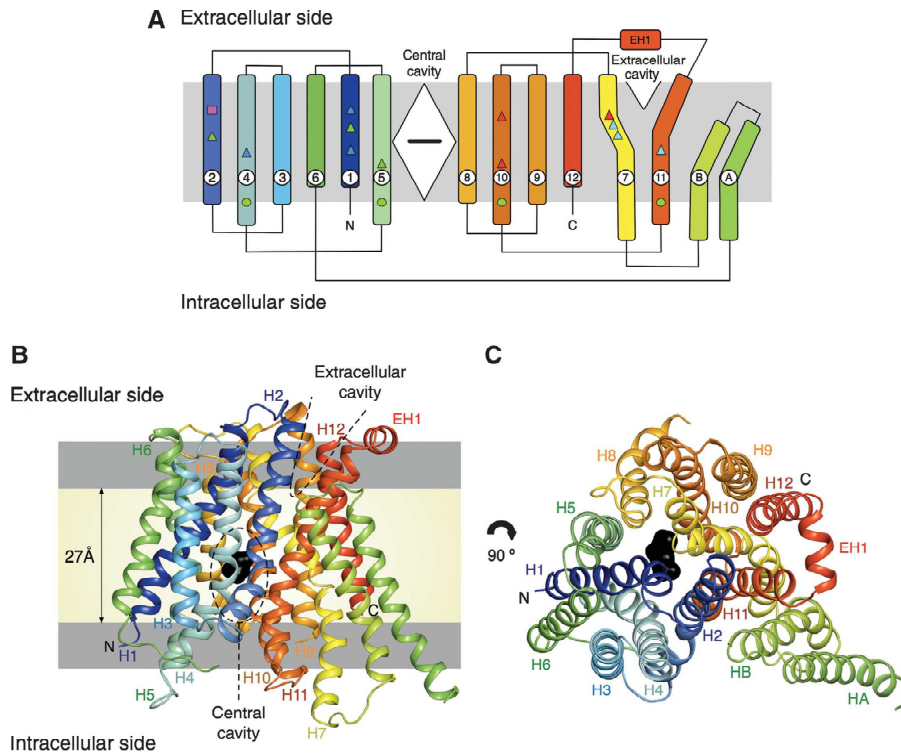 A
Extracellular side
EH1
Central
cavity
Extracellular
cavity
2
4
3
6
1
5
8
10
9
12
7
11
B
A
N
C
Intracellular side
B
C
Extracellular side
Extracellular
cavity
H2
H12
EH1
H6
H8
27Å
N
H1
H3
H4
H5
C
H9
H10
H11
H7
Central
cavity
Intracellular side
90 °
H8
H9
H7
H12
C
H10
H5
EH1
H1
N
H11
H2
H6
H3
H4
HB
HA